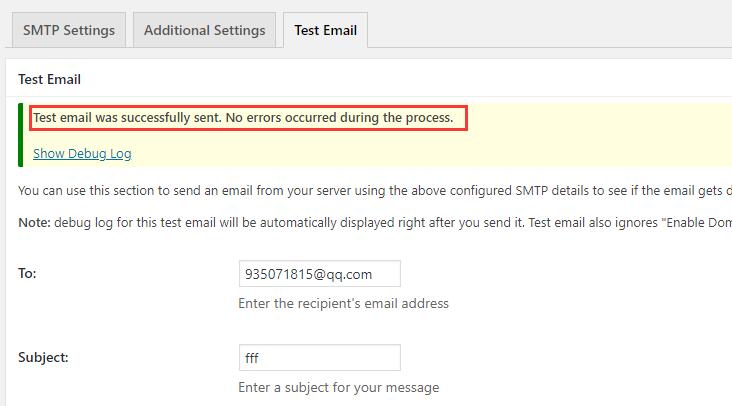 SMTP Settings Additional Settings Test Email
Test Email
Test email was successfully sent. No errors occurred during the process.
Show Debug Log
You can use this section to send an email from your server using the above configured SMTP details to see if the email gets d
Note: debug log for this test email will be automatically displayed right after you send it. Test email also ignores "Enable Dom
To: 935071815@qq.com
Enter the recipient's email address
Subject: fff
Enter a subject for your message